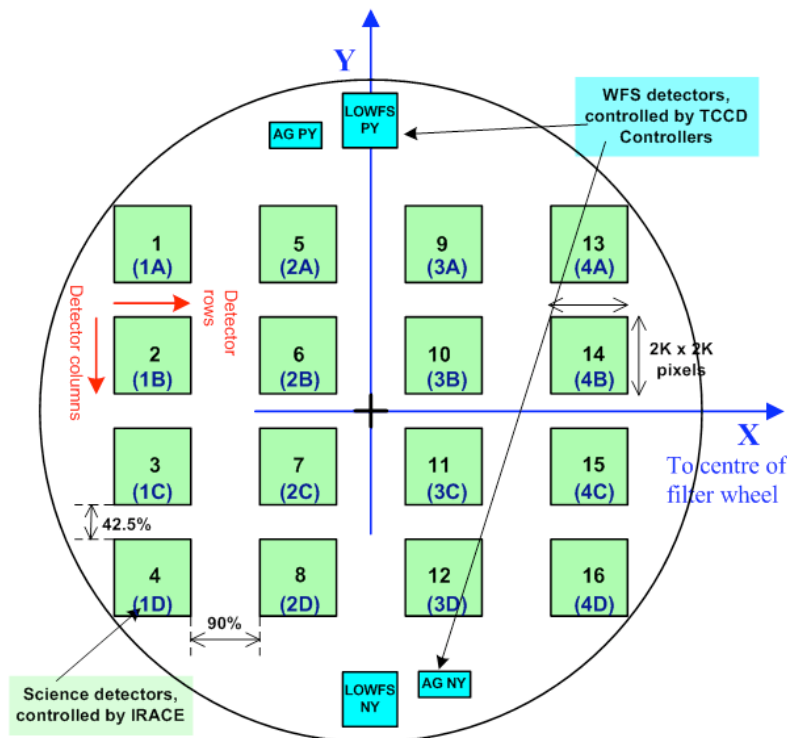 Y
LOWFS
PY
AG PY
WFS detectors,
controlled by TCCD
Controllers
1
(1A)
5
(2A)
9
(3A)
13
(4A)
Detector columns
Detector
rows
2
(1B)
6
(2B)
10
(3B)
14
(4B)
2K x 2K
pixels
X
To centre of
filter wheel
3
(1C)
7
(2C)
11
(3C)
15
(4C)
42.5%
4
(1D)
8
(2D)
12
(3D)
16
(4D)
90%
Science detectors,
controlled by IRACE
LOWFS
NY
AG NY